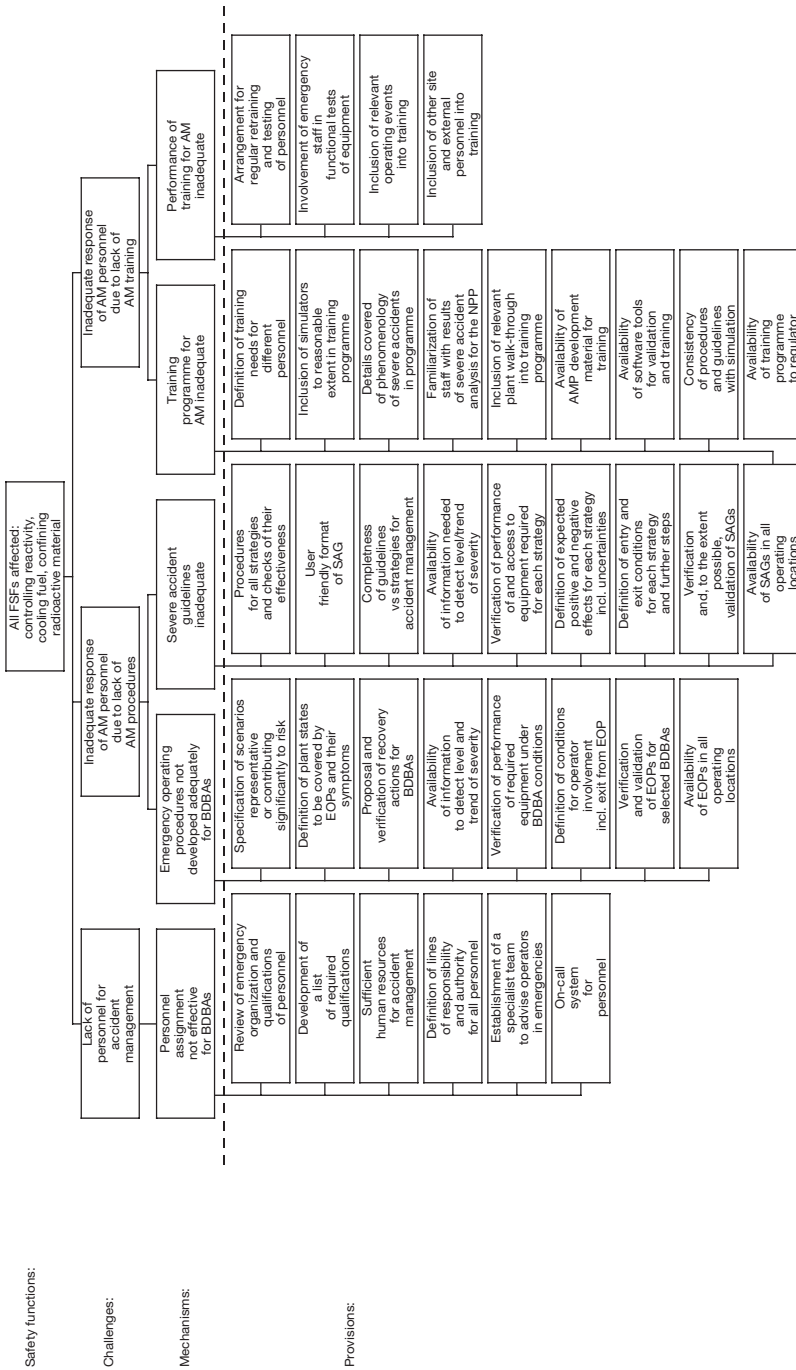 Safety functions:
All FSFs affected:
controlling reactivity,
cooling fuel, confining
radioactive material
Challenges:
Lack of
personnel for
accident
management
Inadequate response
of AM personnel
due to lack of
AM procedures
Inadequate response
of AM personnel
due to lack of
AM training
Mechanisms:
Personnel
assignment
not effective
for BDBAs
Emergency operating
procedures not
developed adequately
for BDBAs
Severe accident
guidelines
inadequate
Training
programme for
AM inadequate
Performance of
training for AM
inadequate
Provisions:
Review of emergency
organization and
qualifications
of personnel
Development of
a list
of required
qualifications
Sufficient
human resources
for accident
management
Definition of lines
of responsibility
and authority
for all personnel
Establishment of a
specialist team
to advise operators
in emergencies
On-call
system
for
personnel
Specification of scenarios
representative
or contributing
significantly to risk
Definition of plant states
to be covered by
EOPs and their
symptoms
Proposal and
verification of recovery
actions for
BDBAs
Availability
of information
to detect level and
trend of severity
Verification of performance
of required
equipment under
BDBA conditions
Definition of conditions
for operator
involvement
incl. exit from EOP
Verification
and validation
of EOPs for
selected BDBAs
Availability
of EOPs in all
operating
locations
Procedures
for all strategies
and checks of their
effectiveness
User
friendly format
of SAG
Completness
of guidelines
vs strategies for
accident management
Availability
of information needed
to detect level/trend
of severity
Verification of performance
of and access to
equipment required
for each strategy
Definition of expected
positive and negative
effects for each strategy
incl. uncertainties
Definition of entry and
exit conditions
for each strategy
and further steps
Verification
and, to the extent
possible,
validation of SAGs
Availability
of SAGs in all
operating
locations
Definition of training
needs for
different
personnel
Inclusion of simulators
to reasonable
extent in training
programme
Details covered
of phenomenology
of severe accidents
in programme
Familiarization of
staff with results
of severe accident
analysis for the NPP
Inclusion of relevant
plant walk-through
into training
programme
Availability of
AMP development
material for
training
Availability
of software tools
for validation
and training
Consistency
of procedures
and guidelines
with simulation
Availability
of training
programme
to regulator
Arrangement for
regular retraining
and testing
of personnel
Involvement of emergency
staff in
functional tests
of equipment
Inclusion of relevant
operating events
into training
Inclusion of other site
and external
personnel into
training